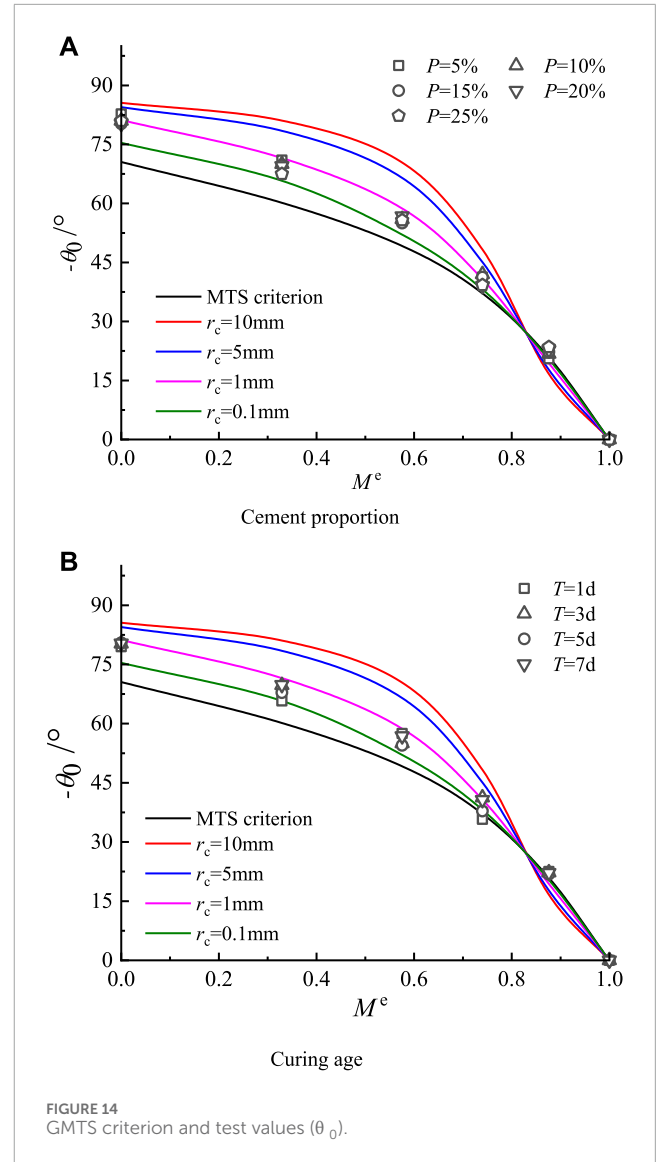 A
P=5% P=10%
P=15% P=20%
P=25%
90
75
60
45
30
15
0
-θ0 /°
MTS criterion
rc=10mm
rc=5mm
rc=1mm
rc=0.1mm
0.0 0.2 0.4 0.6 0.8 1.0
Me
Cement proportion
B
T=1d
T=3d
T=5d
T=7d
90
75
60
45
30
15
0
-θ0 /°
MTS criterion
rc=10mm
rc=5mm
rc=1mm
rc=0.1mm
0.0 0.2 0.4 0.6 0.8 1.0
Me
Curing age
FIGURE 14
GMTS criterion and test values (θ 0).